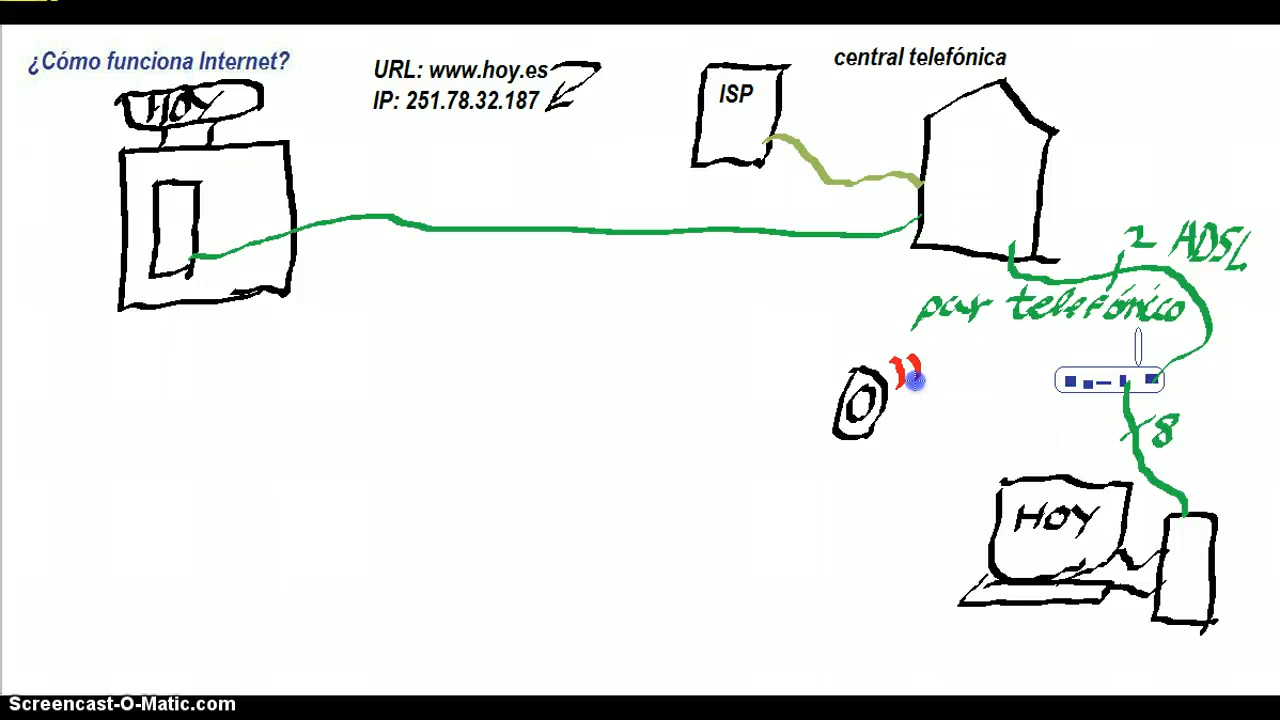 ¿Cómo funciona Internet?
HOY
URL: www.hoy.es
IP: 251.78.32.187
ISP
central telefónica
2 ADSL
par telefónico
8
HOY
Screencast-O-Matic.com